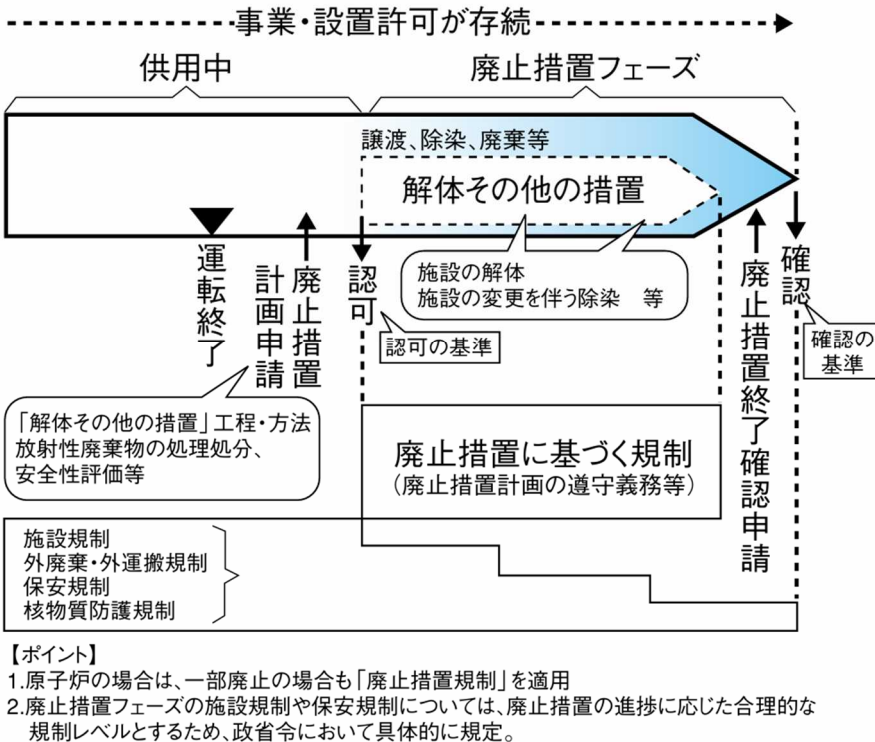 事業・設置許可が存続
供用中
廃止措置フェーズ
譲渡、除染、廃棄等
解体その他の措置
施設の解体
施設の変更を伴う除染　等
運転終了
廃止措置
計画申請
認可
認可の基準
廃止措置終了確認申請
確認
確認の
基準
「解体その他の措置」工程・方法
放射性廃棄物の処理処分、
安全性評価等
廃止措置に基づく規制
(廃止措置計画の遵守義務等)
施設規制
外廃棄・外運搬規制
保安規制
核物質防護規制
【ポイント】
1.原子炉の場合は、一部廃止の場合も「廃止措置規制」を適用
2.廃止措置フェーズの施設規制や保安規制については、廃止措置の進捗に応じた合理的な
規制レベルとするため、政省令において具体的に規定。